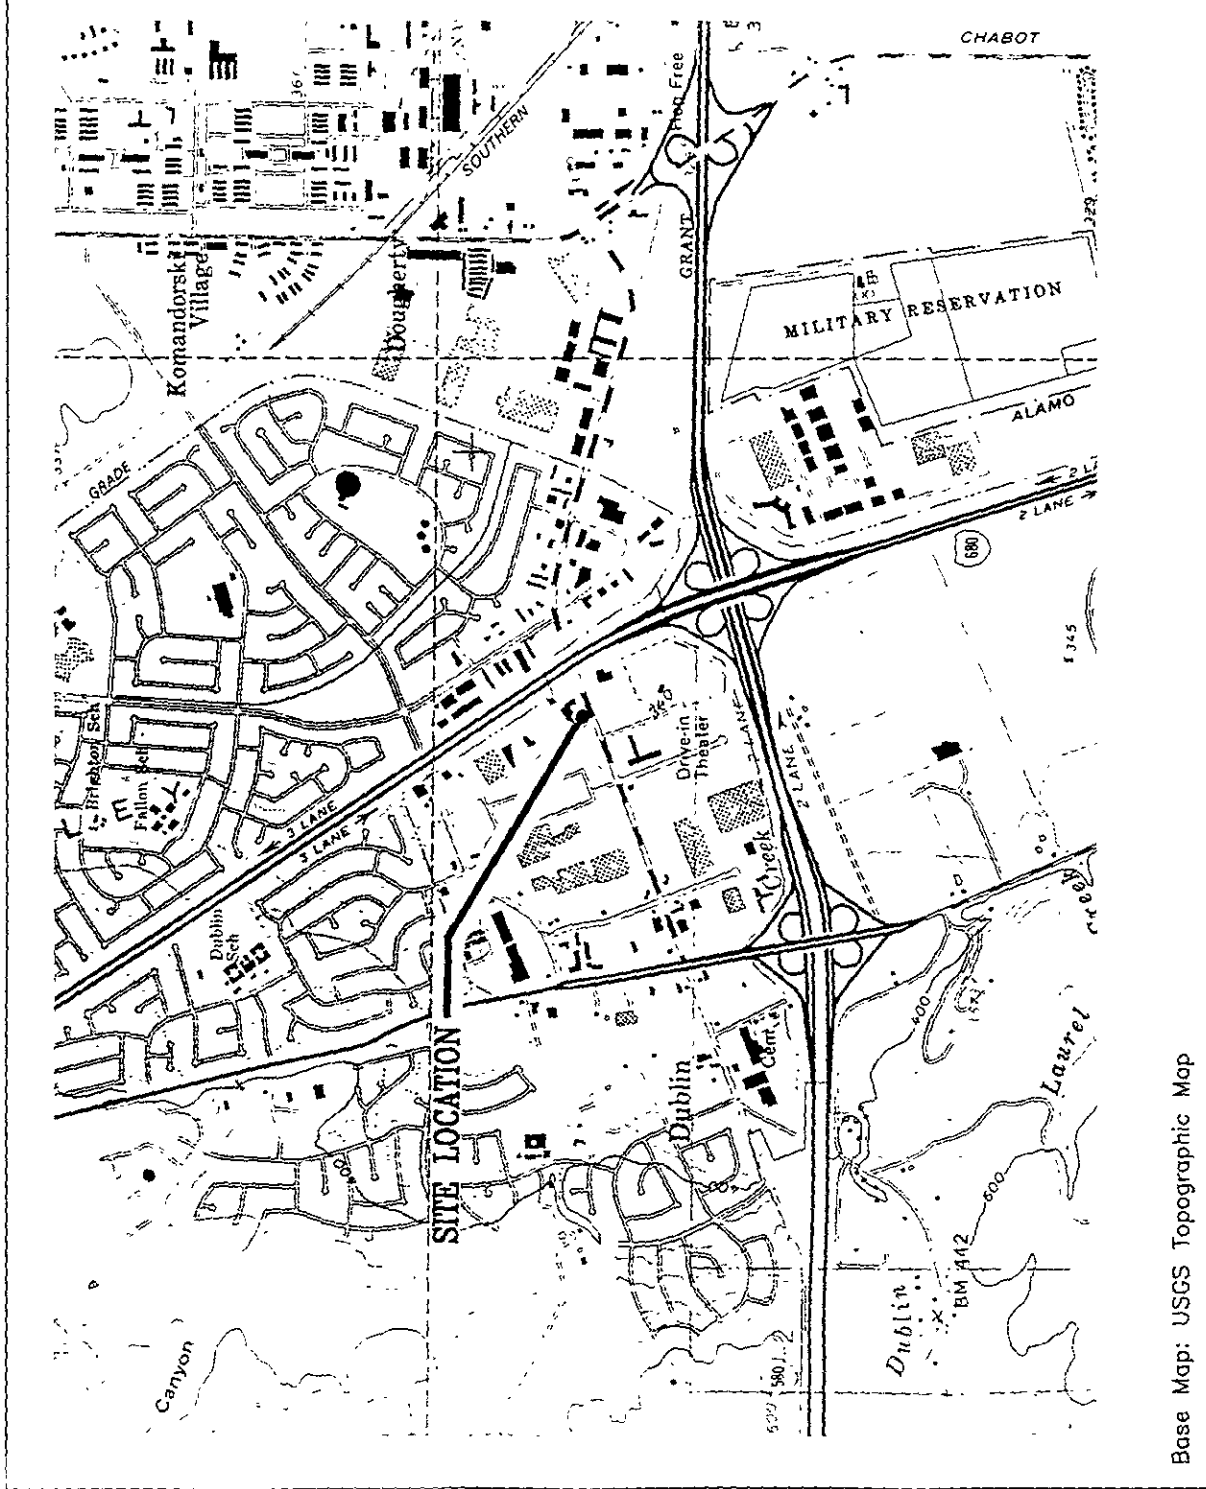 CHABOT
SOUTHERN
GRANT
Komandorski
Village
Dougherty
MILITARY RESERVATION
ALAMO
GRADE
2 LANE
680
Brighton Sch
Fallon Sch
3 LANE
3 LANE
Dublin
Sch
Drive-in
Theater
2 LANE
2 LANE
Creek
345
329
SITE LOCATION
Dublin
Cem
400
Laurel
Creek
600
Canyon
Dublin
BM 442
580
Base Map: USGS Topographic Map